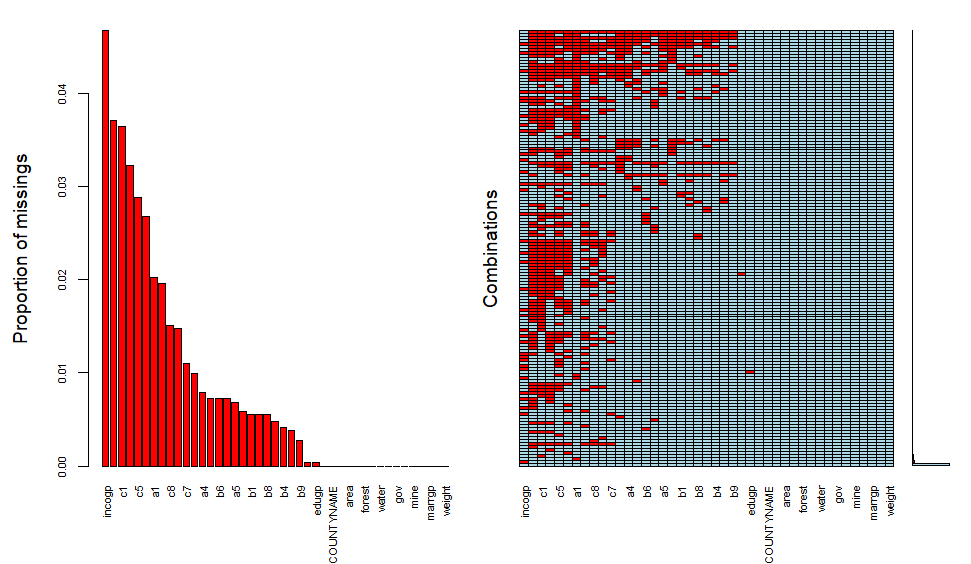 Proportion of missings
0.04
0.03
0.02
0.01
0.00
incogp
c1
c5
a1
c8
c7
a4
b6
a5
b1
b8
b4
b9
edugp
COUNTYNAME
area
forest
water
gov
mine
marrgp
weight
Combinations
incogp
c1
c5
a1
c8
c7
a4
b6
a5
b1
b8
b4
b9
edugp
COUNTYNAME
area
forest
water
gov
mine
marrgp
weight